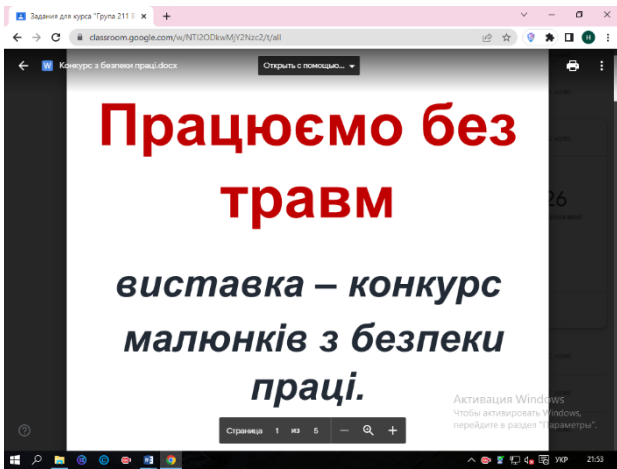 Задания для курса "Група 211
classroom.google.com/w/NTI2ODkwMjY2Nzc2/t/all
W Конкурс з безпеки праці.docx
Открыть с помощью...
Працюємо без
травм
виставка – конкурс
малюнків з безпеки
праці.
26
Активация Windows
Чтобы активировать Windows,
перейдите в раздел "Параметры".
Страница 1 из 5
УКР 21:53